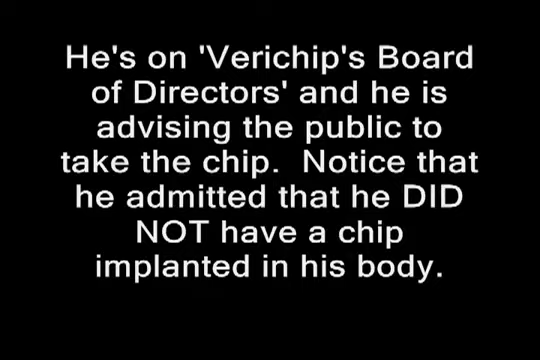 He's on 'Verichip's Board
of Directors' and he is
advising the public to
take the chip.  Notice that
he admitted that he DID
NOT have a chip
implanted in his body.